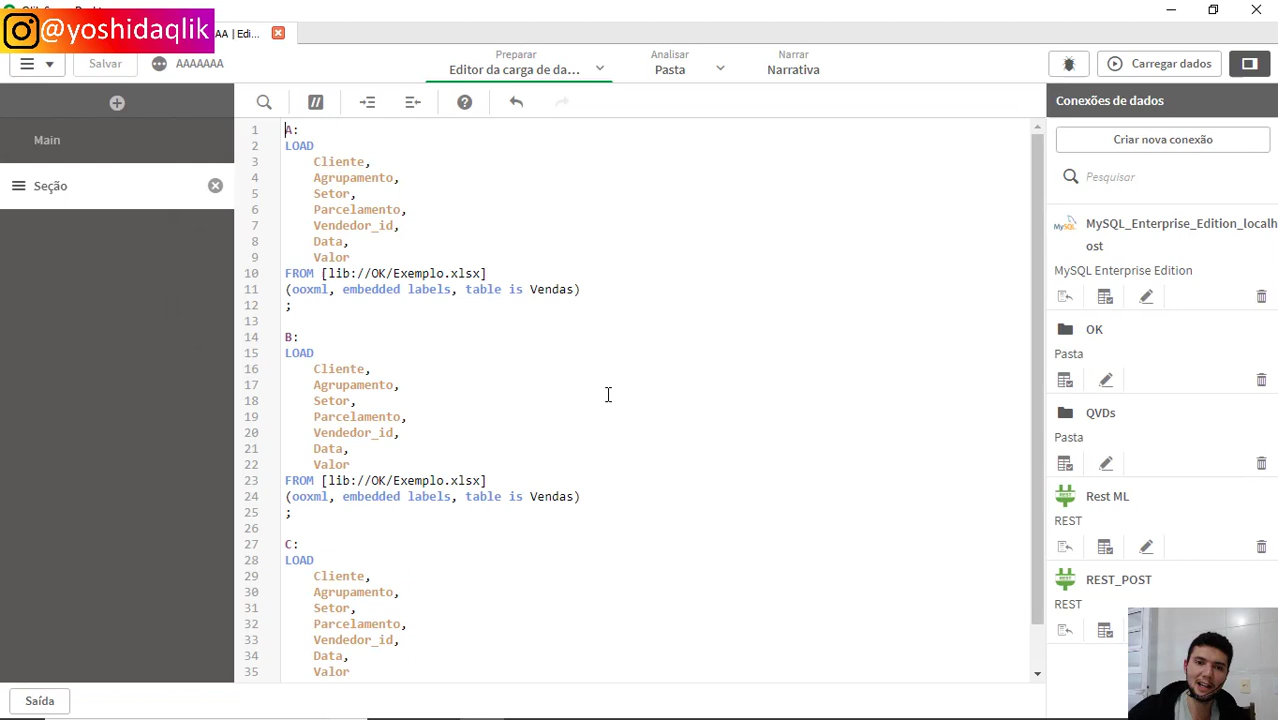 @yoshidaqlik
AA | Edi...
Salvar
AAAAAAA
Preparar
Editor da carga de da...
Analisar
Pasta
Narrar
Narrativa
Carregar dados
Main
Seção
1 A:
2 LOAD
3 Cliente,
4 Agrupamento,
5 Setor,
6 Parcelamento,
7 Vendedor_id,
8 Data,
9 Valor
10 FROM [lib://OK/Exemplo.xlsx]
11 (ooxml, embedded labels, table is Vendas)
12 ;
13
14 B:
15 LOAD
16 Cliente,
17 Agrupamento,
18 Setor,
19 Parcelamento,
20 Vendedor_id,
21 Data,
22 Valor
23 FROM [lib://OK/Exemplo.xlsx]
24 (ooxml, embedded labels, table is Vendas)
25 ;
26
27 C:
28 LOAD
29 Cliente,
30 Agrupamento,
31 Setor,
32 Parcelamento,
33 Vendedor_id,
34 Data,
35 Valor
Conexões de dados
Criar nova conexão
Pesquisar
MySQL
MySQL_Enterprise_Edition_localh
ost
MySQL Enterprise Edition
OK
Pasta
QVDs
Pasta
REST
Rest ML
REST
REST
REST_POST
REST
Saída